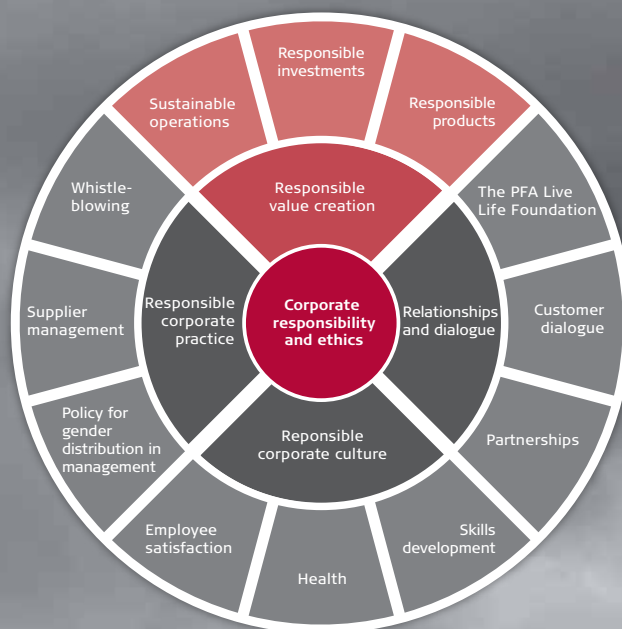 Responsible
investments
Sustainable
operations
Responsible
products
Whistle-
blowing
Responsible
value creation
The PFA Live
Life Foundation
Supplier
management
Responsible
corporate
practice
Corporate
responsibility
and ethics
Relationships
and dialogue
Customer
dialogue
Policy for
gender
distribution in
management
Reponsible
corporate culture
Partnerships
Employee
satisfaction
Health
Skills
development